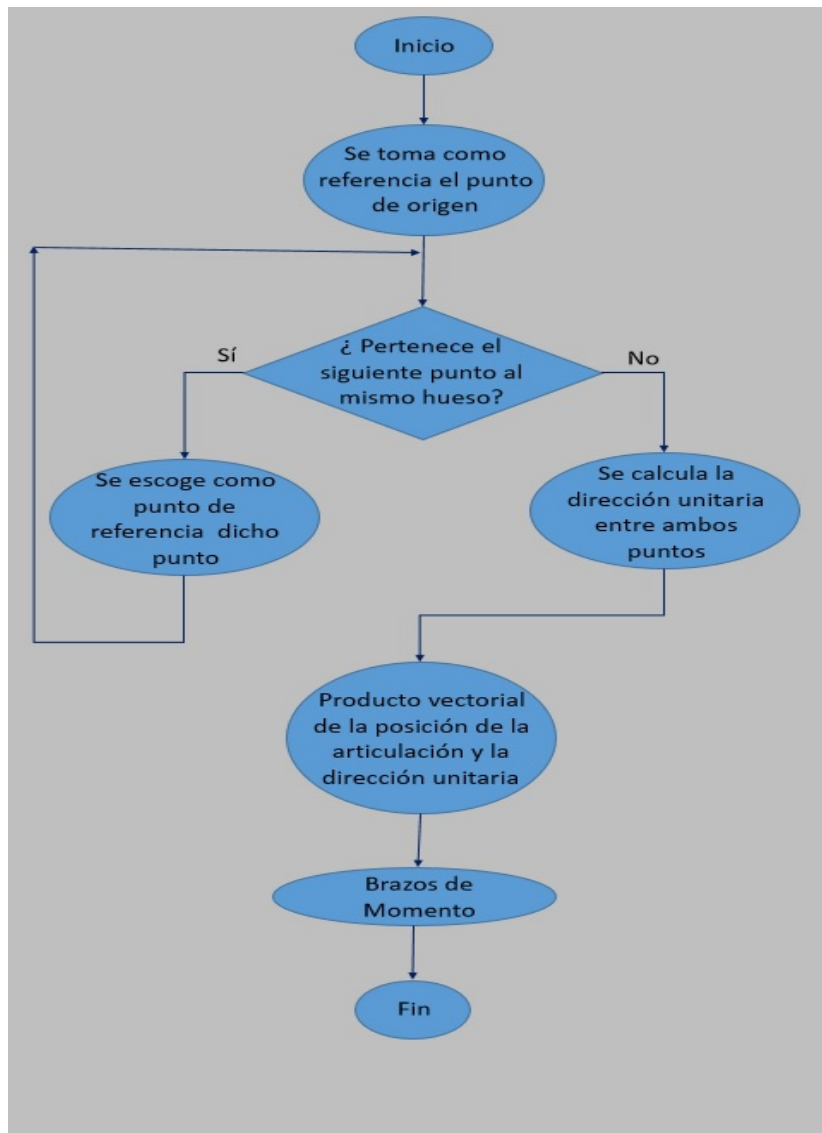 Inicio
Se toma como
referencia el punto
de origen
¿ Pertenece el
siguiente punto al
mismo hueso?
Sí
No
Se escoge como
punto de
referencia dicho
punto
Se calcula la
dirección unitaria
entre ambos
puntos
Producto vectorial
de la posición de la
articulación y la
dirección unitaria
Brazos de
Momento
Fin